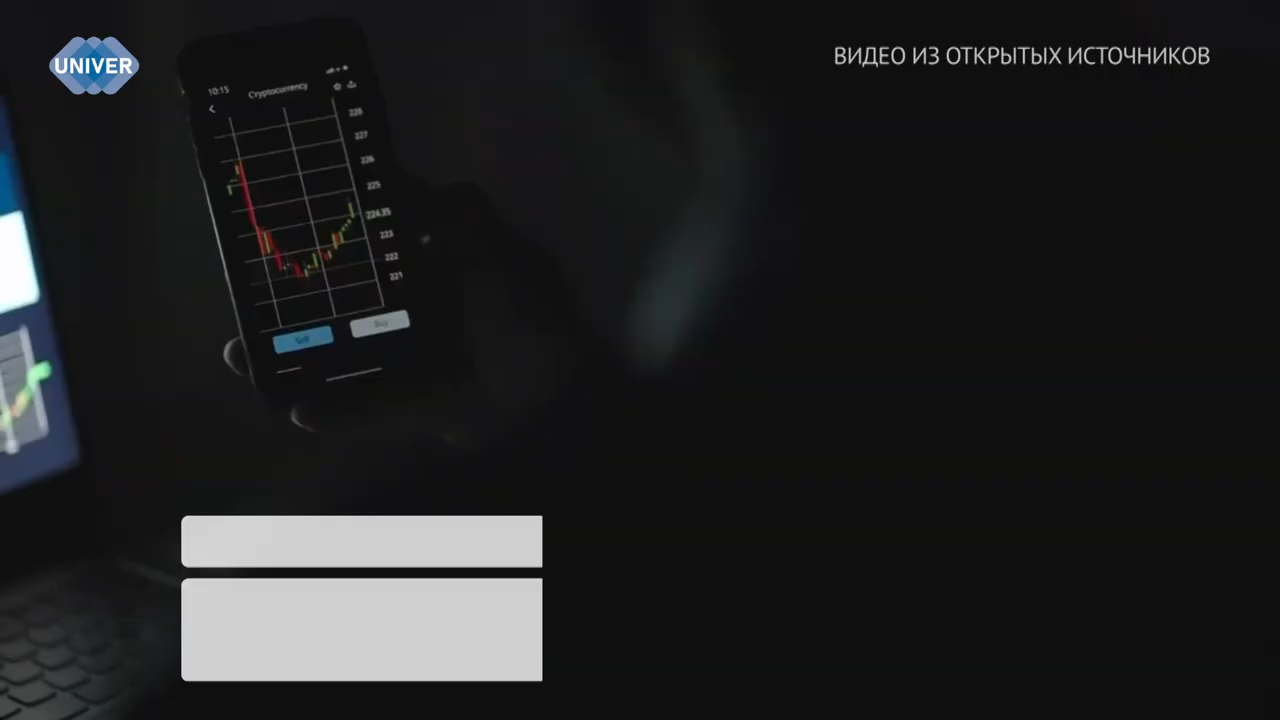 UNIVER
ВИДЕО ИЗ ОТКРЫТЫХ ИСТОЧНИКОВ
10:15
Cryptocurrency
228
227
226
225
224.35
223
222
221
Sell
Buy